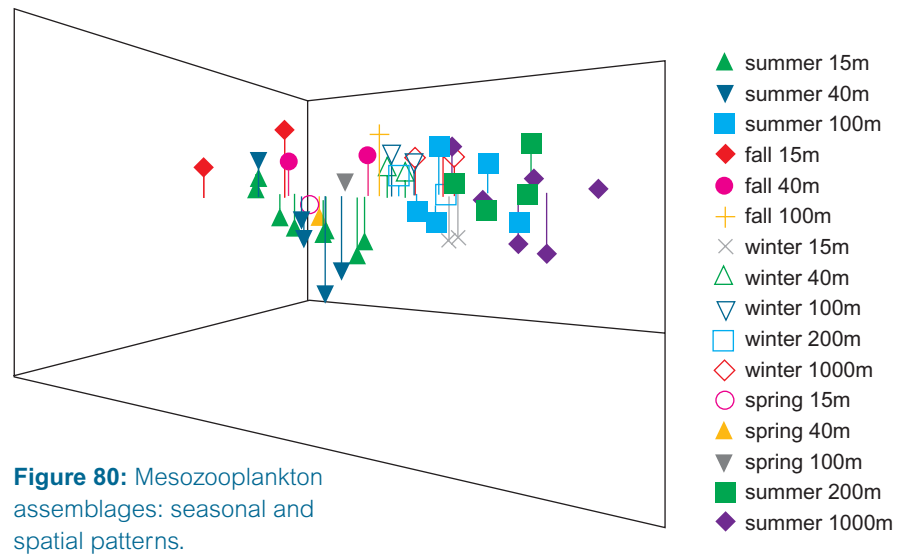 summer 15m
summer 40m
summer 100m
fall 15m
fall 40m
fall 100m
winter 15m
winter 40m
winter 100m
winter 200m
winter 1000m
spring 15m
spring 40m
spring 100m
summer 200m
summer 1000m
Figure 80: Mesozooplankton
assemblages: seasonal and
spatial patterns.